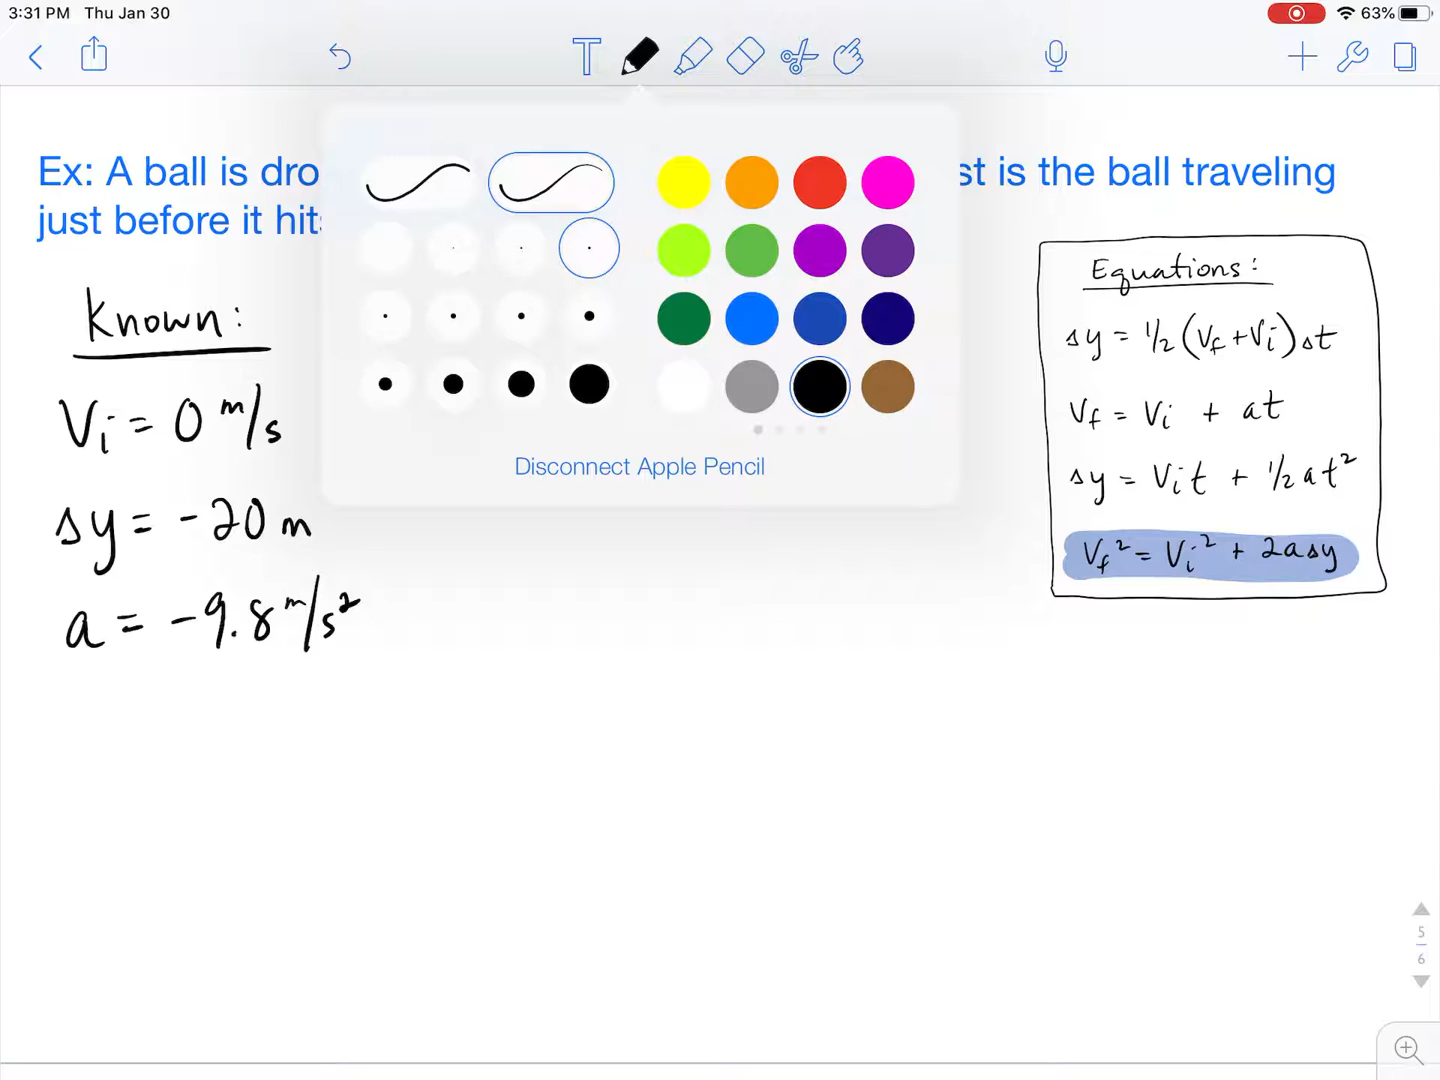 3:31 PM Thu Jan 30
63%
T
Ex: A ball is dro st is the ball traveling
just before it hit
Known:
Vi = 0 m/s
Δy = -20 m
a = -9.8 m/s²
Disconnect Apple Pencil
Equations:
Δy = 1/2 (Vf + Vi) Δt
Vf = Vi + at
Δy = Vit + 1/2 at²
Vf² = Vi² + 2aΔy
5
6